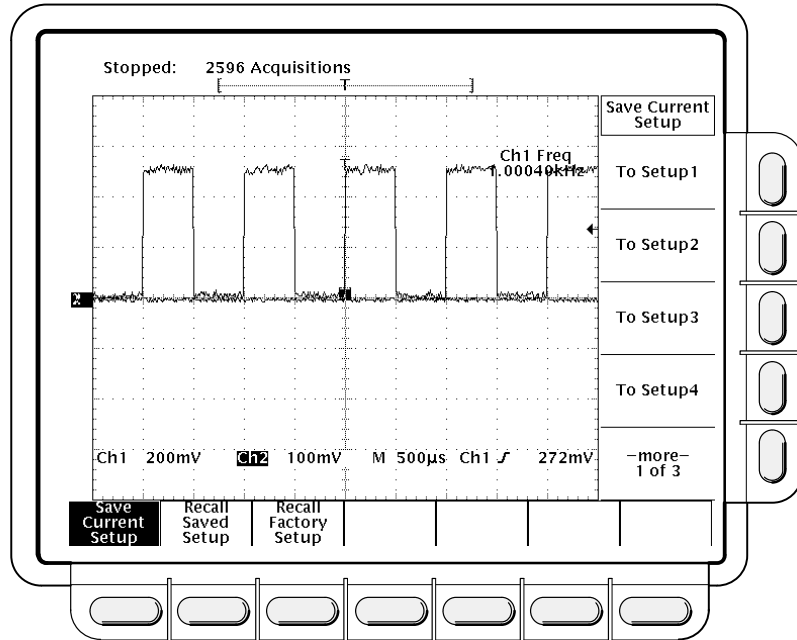 Stopped: 2596 Acquisitions
T
Save Current
Setup
Ch1 Freq
1.00040kHz
To Setup1
To Setup2
To Setup3
To Setup4
Ch1 200mV Ch2 100mV M 500µs Ch1 272mV
–more–
1 of 3
Save
Current
Setup
Recall
Saved
Setup
Recall
Factory
Setup